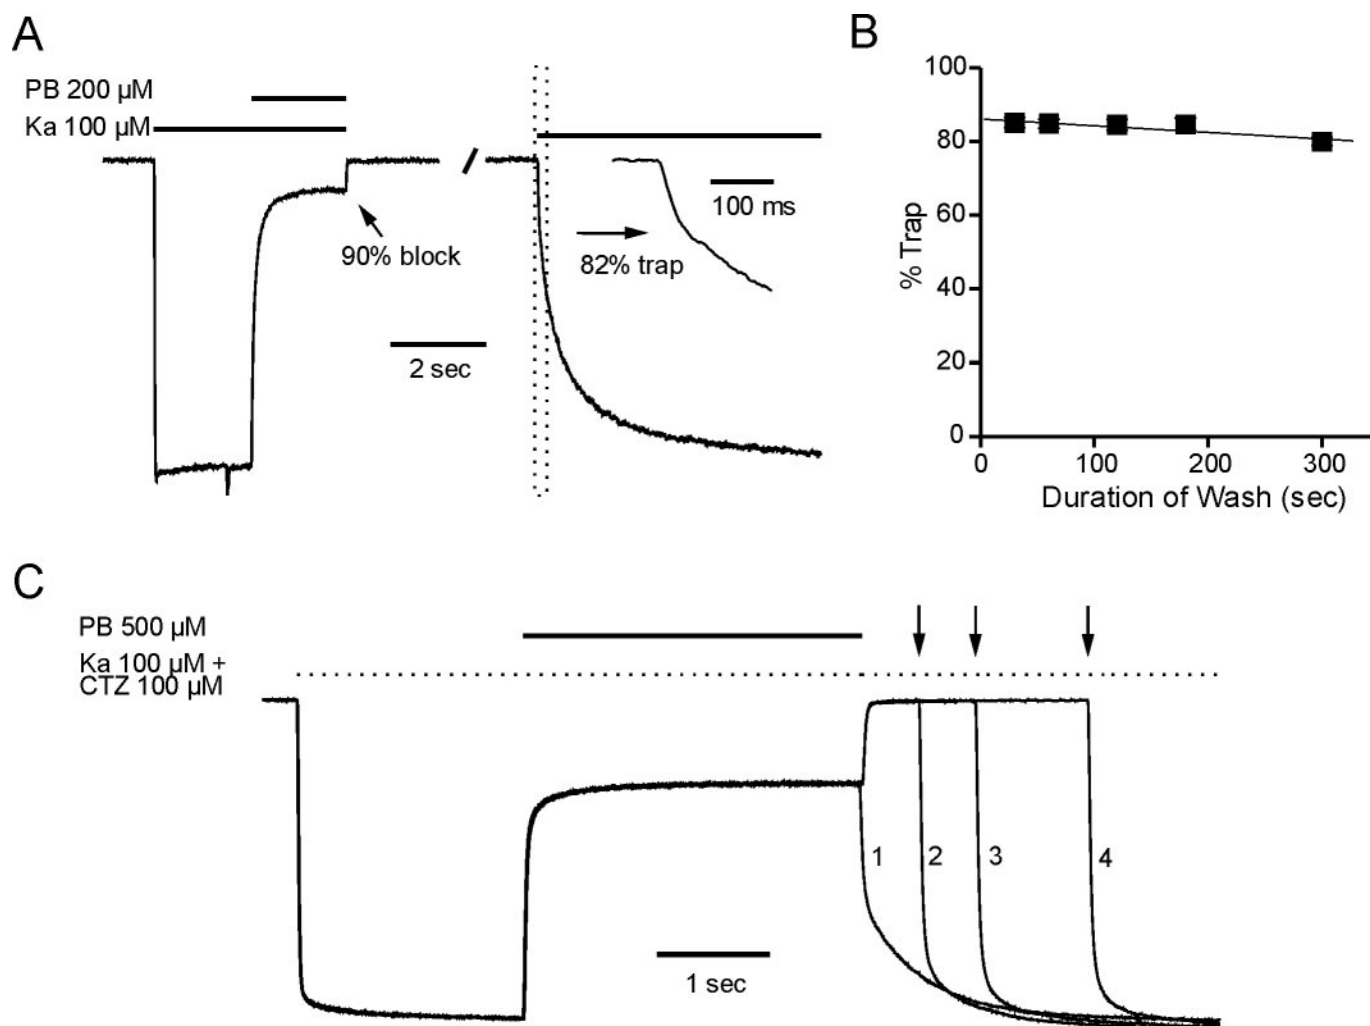 A
PB 200 µM
Ka 100 µM
90% block
2 sec
100 ms
82% trap
B
% Trap
100
80
60
40
20
0
0 100 200 300
Duration of Wash (sec)
C
PB 500 µM
Ka 100 µM +
CTZ 100 µM
1 2 3 4
1 sec